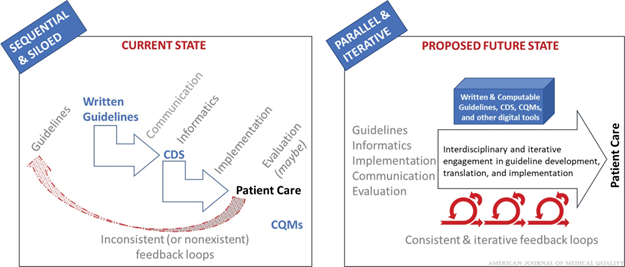 SEQUENTIAL
& SILOED
CURRENT STATE
Guidelines
Written
Guidelines
Communication
Informatics
CDS
Implementation
Evaluation
(maybe)
Patient Care
CQMs
Inconsistent (or nonexistent)
feedback loops
PARALLEL &
ITERATIVE
PROPOSED FUTURE STATE
Written & Computable
Guidelines, CDS, CQMs,
and other digital tools
Guidelines
Informatics
Implementation
Communication
Evaluation
Interdisciplinary and iterative
engagement in guideline development,
translation, and implementation
Patient Care
Consistent & iterative feedback loops
AMERICAN JOURNAL OF MEDICAL QUALITY